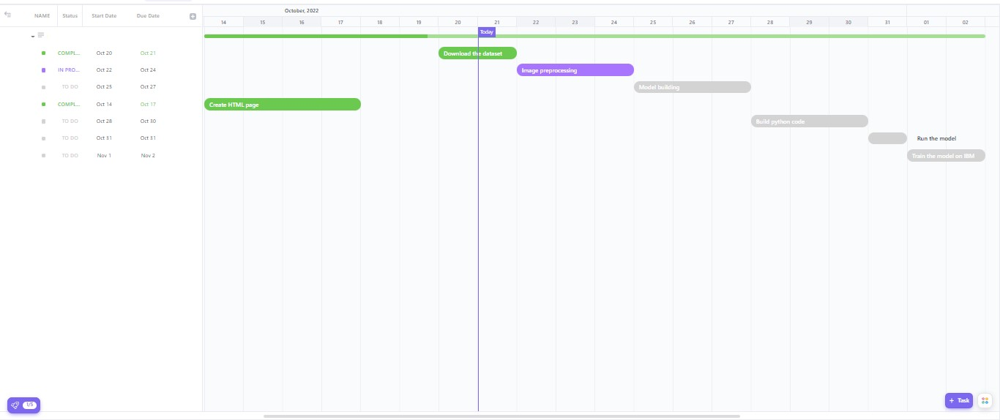 October, 2022
NAME Status Start Date Due Date
14 15 16 17 18 19 20 21 22 23 24 25 26 27 28 29 30 31 01 02
Today
COMPL... Oct 20 Oct 21 Download the dataset
IN PRO... Oct 22 Oct 24 Image preprocessing
TO DO Oct 25 Oct 27 Model building
COMPL... Oct 14 Oct 17 Create HTML page
TO DO Oct 28 Oct 30 Build python code
TO DO Oct 31 Oct 31 Run the model
TO DO Nov 1 Nov 2 Train the model on IBM
1/5
+ Task